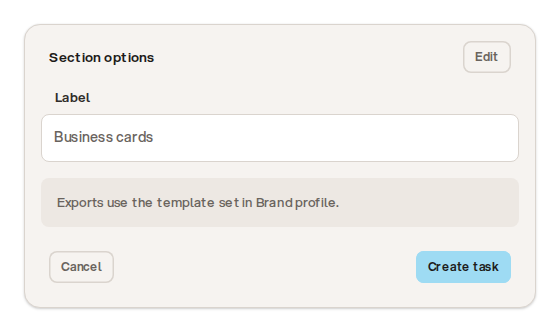 Section options
Edit
Label
Business cards
Exports use the template set in Brand profile.
Cancel
Create task